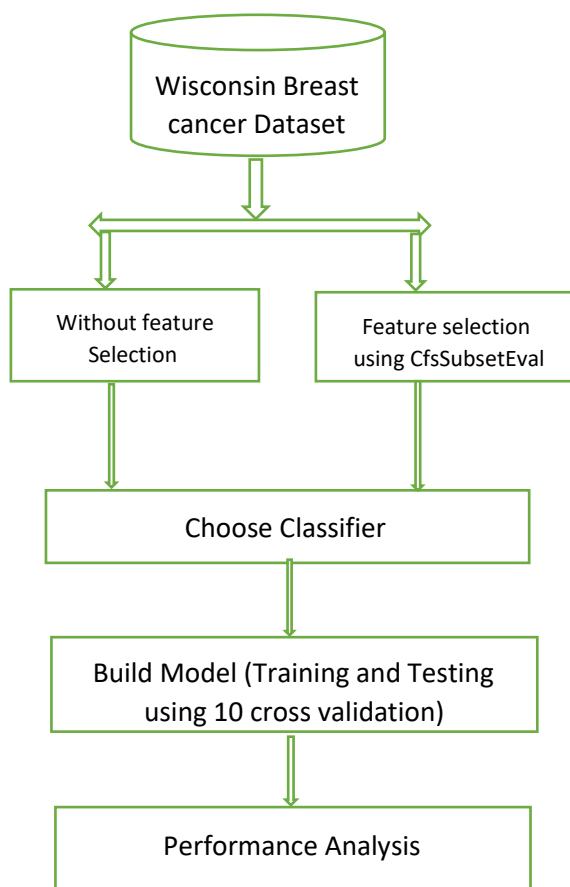 Wisconsin Breast
cancer Dataset
Without feature
Selection
Feature selection
using CfsSubsetEval
Choose Classifier
Build Model (Training and Testing
using 10 cross validation)
Performance Analysis